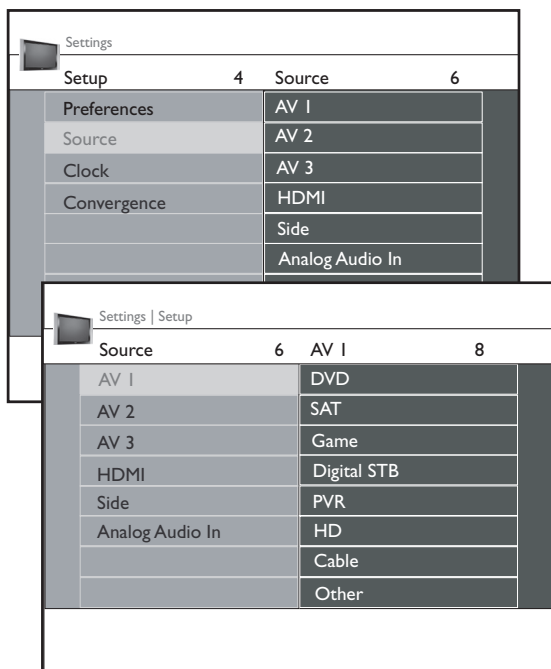 Settings
Setup 4 Source 6
Preferences AV 1
Source AV 2
Clock AV 3
Convergence HDMI
Side
Analog Audio In
Settings | Setup
Source 6 AV 1 8
AV 1 DVD
AV 2 SAT
AV 3 Game
HDMI Digital STB
Side PVR
Analog Audio In HD
Cable
Other